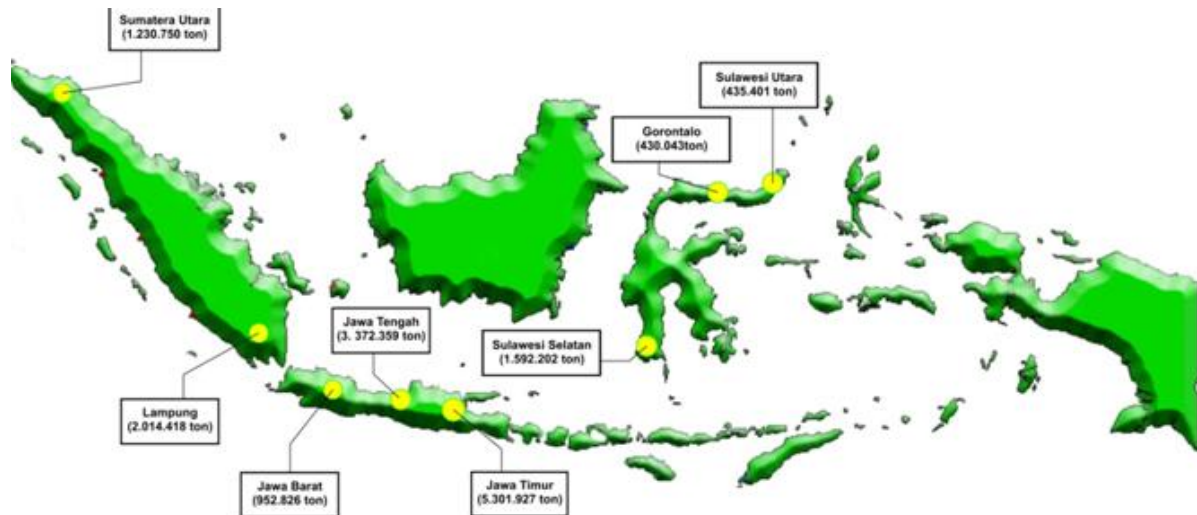 Sumatera Utara
(1.230.750 ton)
Sulawesi Utara
(435.401 ton)
Gorontalo
(430.043ton)
Jawa Tengah
(3. 372.359 ton)
Sulawesi Selatan
(1.592.202 ton)
Lampung
(2.014.418 ton)
Jawa Barat
(952.826 ton)
Jawa Timur
(5.301.927 ton)